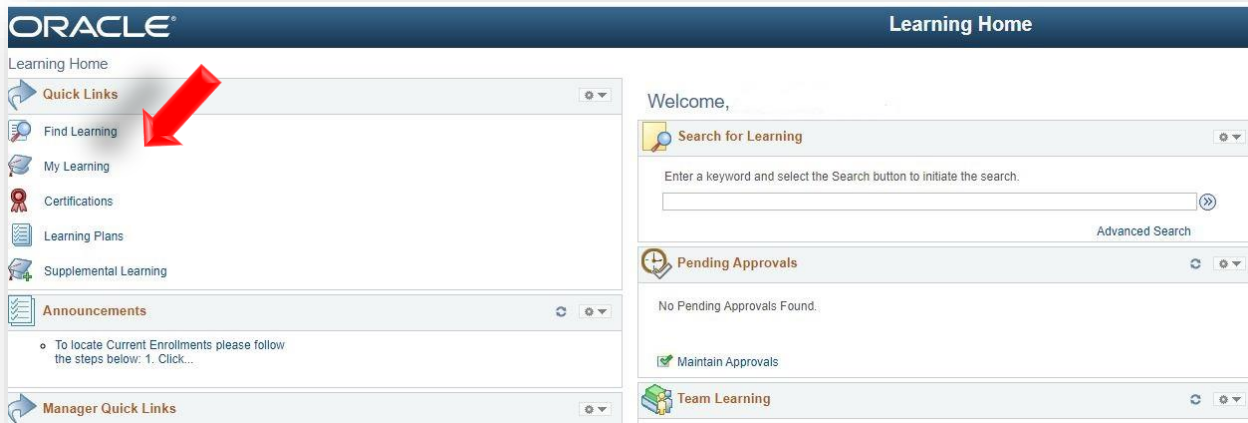 ORACLE®
Learning Home
Learning Home
Quick Links
Find Learning
My Learning
Certifications
Learning Plans
Supplemental Learning
Announcements
To locate Current Enrollments please follow
the steps below: 1. Click...
Manager Quick Links
Welcome,
Search for Learning
Enter a keyword and select the Search button to initiate the search.
Advanced Search
Pending Approvals
No Pending Approvals Found.
Maintain Approvals
Team Learning